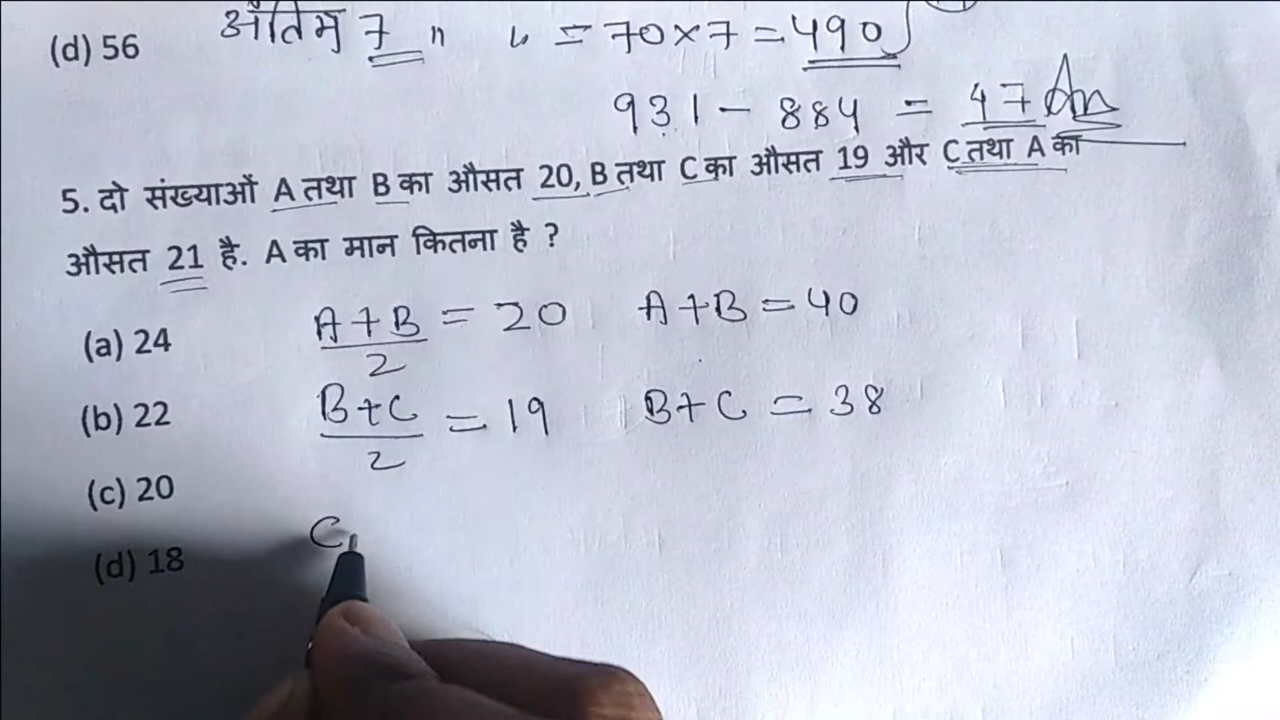 (d) 56 अंतिम 7 " " = 70×7 = 490
931 - 884 = 47 Ans
5. दो संख्याओं A तथा B का औसत 20, B तथा C का औसत 19 और C तथा A का
औसत 21 है. A का मान कितना है ?
(a) 24
A+B/2 = 20 A+B = 40
(b) 22
B+C/2 = 19 B+C = 38
(c) 20
C
(d) 18